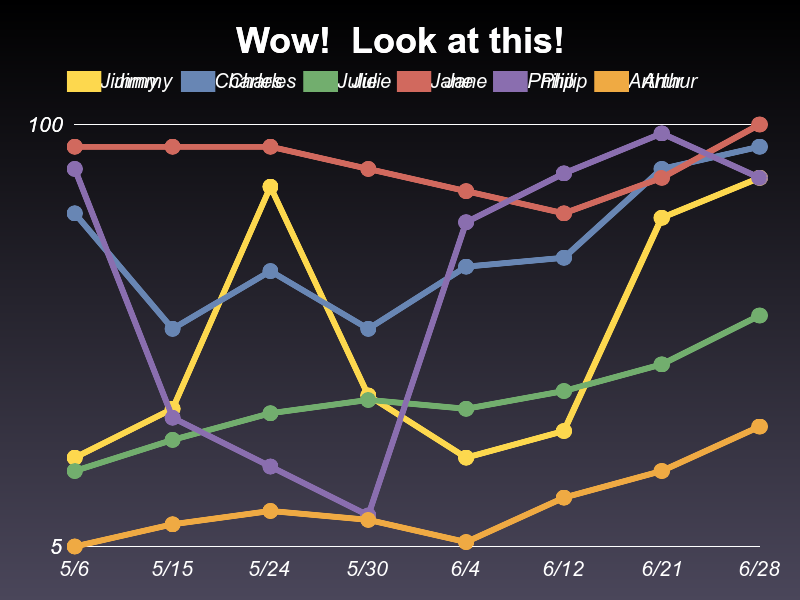 Wow!  Look at this!
Jimmy Charles Julie Jane Philip Arthur
100
5
5/6 5/15 5/24 5/30 6/4 6/12 6/21 6/28